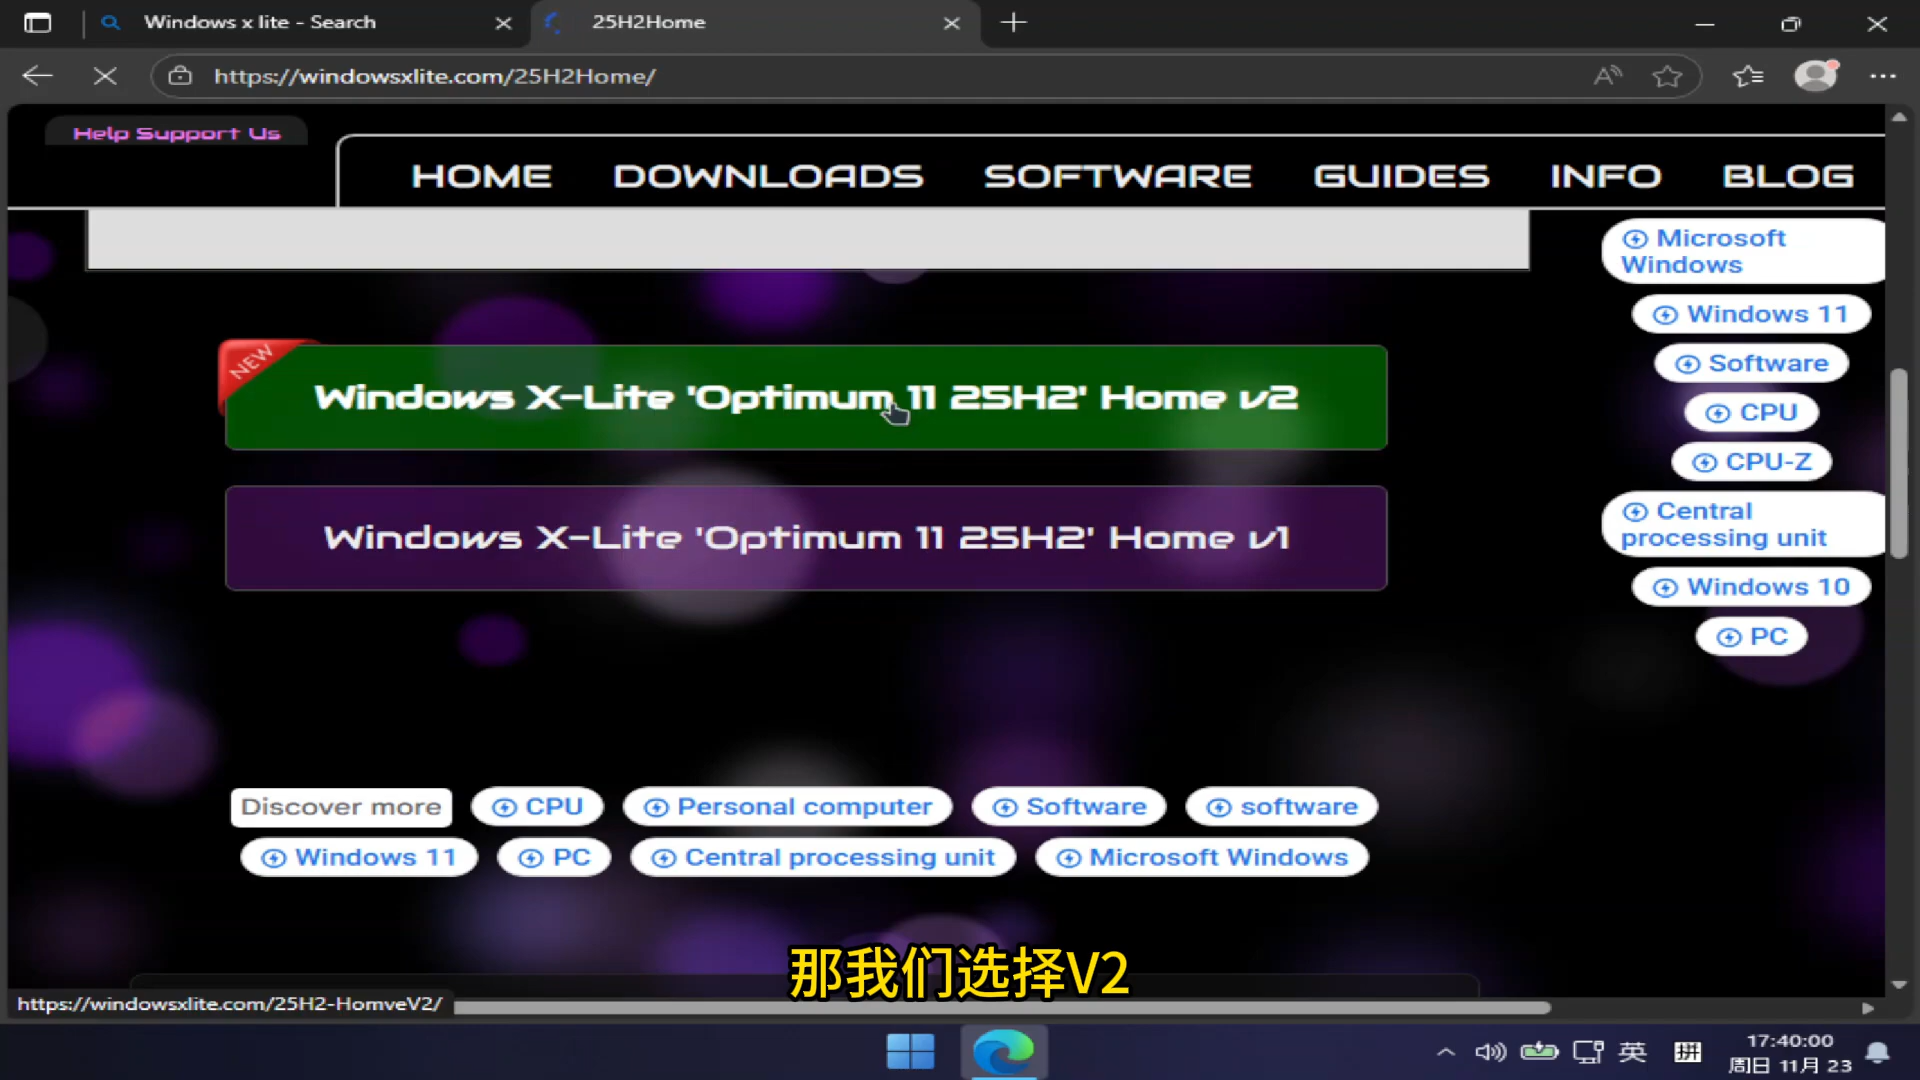 Windows x lite - Search
25H2Home
https://windowsxlite.com/25H2Home/
Help Support Us
HOME DOWNLOADS SOFTWARE GUIDES INFO BLOG
Microsoft Windows
Windows 11
Software
CPU
CPU-Z
Central processing unit
Windows 10
PC
NEW
Windows X-Lite 'Optimum 11 25H2' Home v2
Windows X-Lite 'Optimum 11 25H2' Home v1
Discover more CPU Personal computer Software software
Windows 11 PC Central processing unit Microsoft Windows
那我们选择V2
https://windowsxlite.com/25H2-HomveV2/
英 拼 17:40:00
周日 11月 23